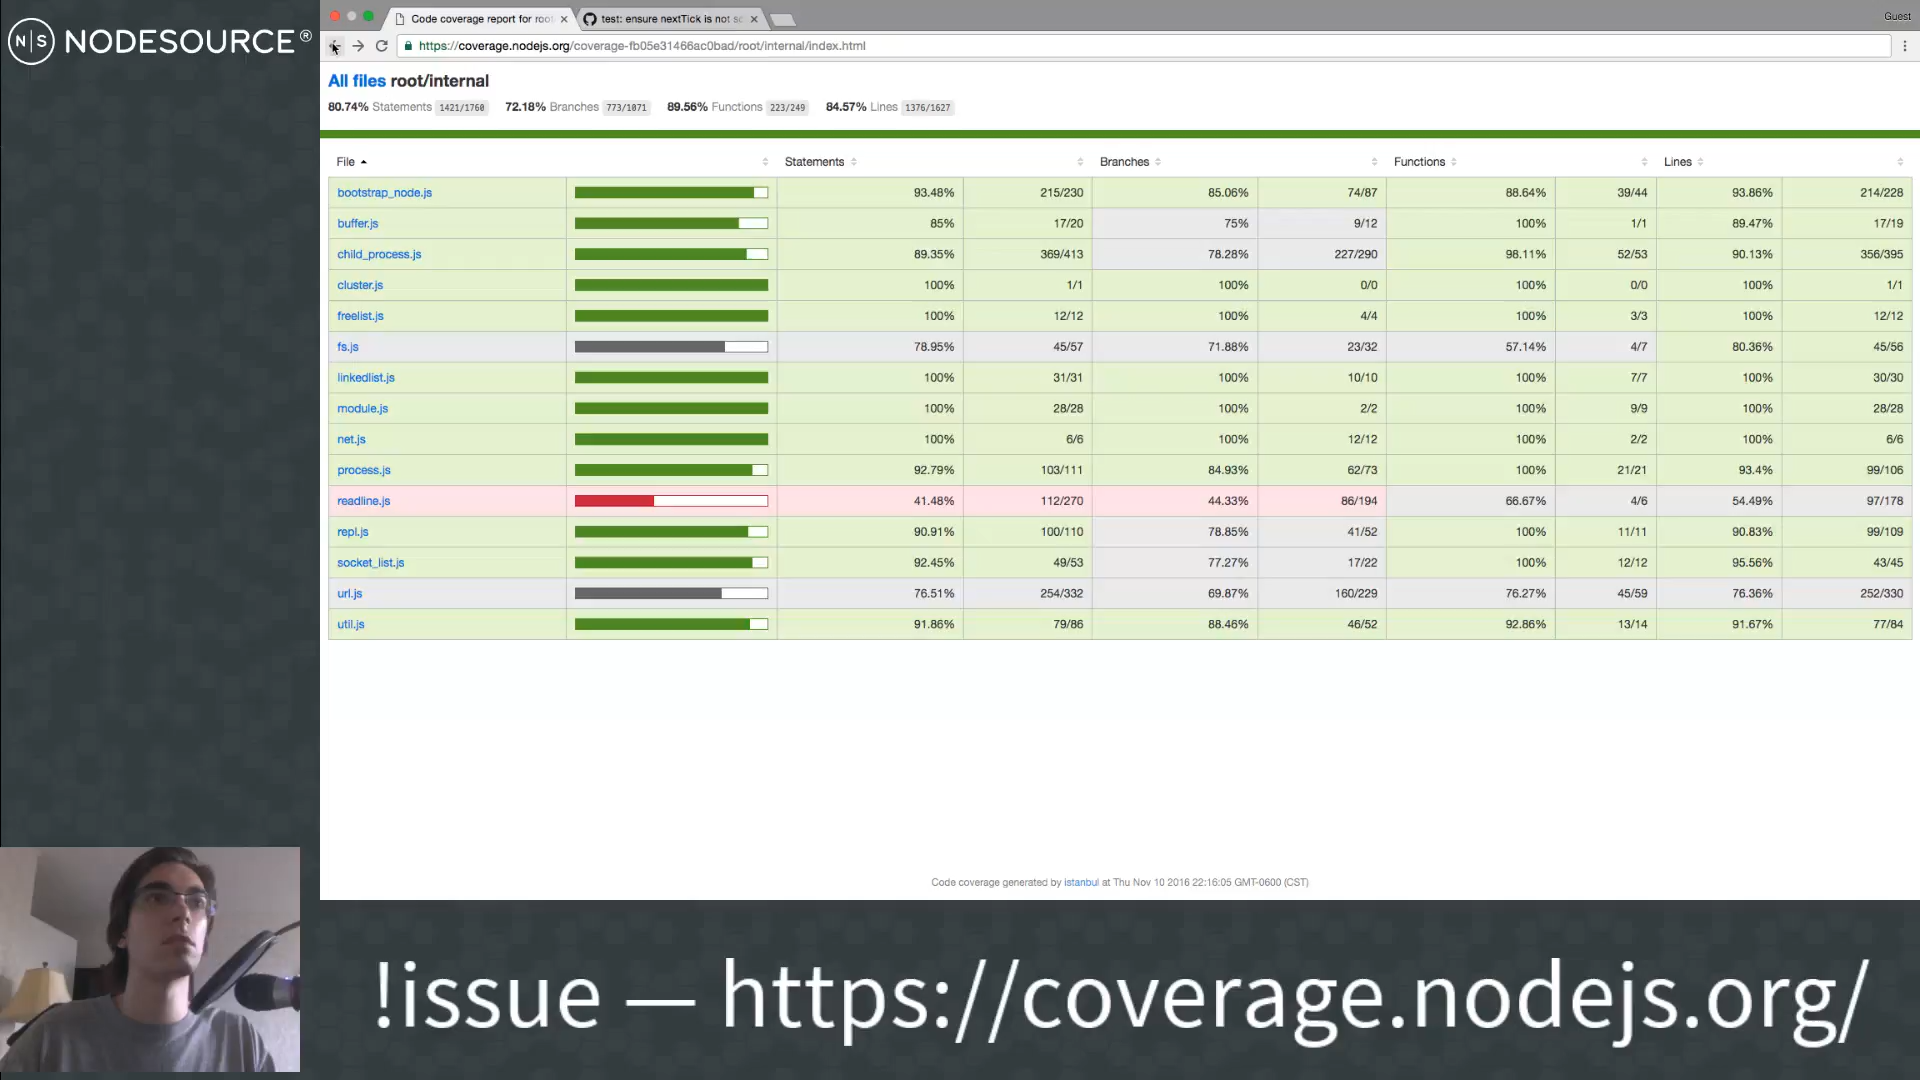 N|S NODESOURCE®
Code coverage report for root
test: ensure nextTick is not s
Guest
https://coverage.nodejs.org/coverage-fb05e31466ac0bad/root/internal/index.html
All files root/internal
80.74% Statements 1421/1760 72.18% Branches 773/1071 89.56% Functions 223/249 84.57% Lines 1376/1627
File Statements Branches Functions Lines
bootstrap_node.js 93.48% 215/230 85.06% 74/87 88.64% 39/44 93.86% 214/228
buffer.js 85% 17/20 75% 9/12 100% 1/1 89.47% 17/19
child_process.js 89.35% 369/413 78.28% 227/290 98.11% 52/53 90.13% 356/395
cluster.js 100% 1/1 100% 0/0 100% 0/0 100% 1/1
freelist.js 100% 12/12 100% 4/4 100% 3/3 100% 12/12
fs.js 78.95% 45/57 71.88% 23/32 57.14% 4/7 80.36% 45/56
linkedlist.js 100% 31/31 100% 10/10 100% 7/7 100% 30/30
module.js 100% 28/28 100% 2/2 100% 9/9 100% 28/28
net.js 100% 6/6 100% 12/12 100% 2/2 100% 6/6
process.js 92.79% 103/111 84.93% 62/73 100% 21/21 93.4% 99/106
readline.js 41.48% 112/270 44.33% 86/194 66.67% 4/6 54.49% 97/178
repl.js 90.91% 100/110 78.85% 41/52 100% 11/11 90.83% 99/109
socket_list.js 92.45% 49/53 77.27% 17/22 100% 12/12 95.56% 43/45
url.js 76.51% 254/332 69.87% 160/229 76.27% 45/59 76.36% 252/330
util.js 91.86% 79/86 88.46% 46/52 92.86% 13/14 91.67% 77/84
Code coverage generated by istanbul at Thu Nov 10 2016 22:16:05 GMT-0600 (CST)
!issue — https://coverage.nodejs.org/